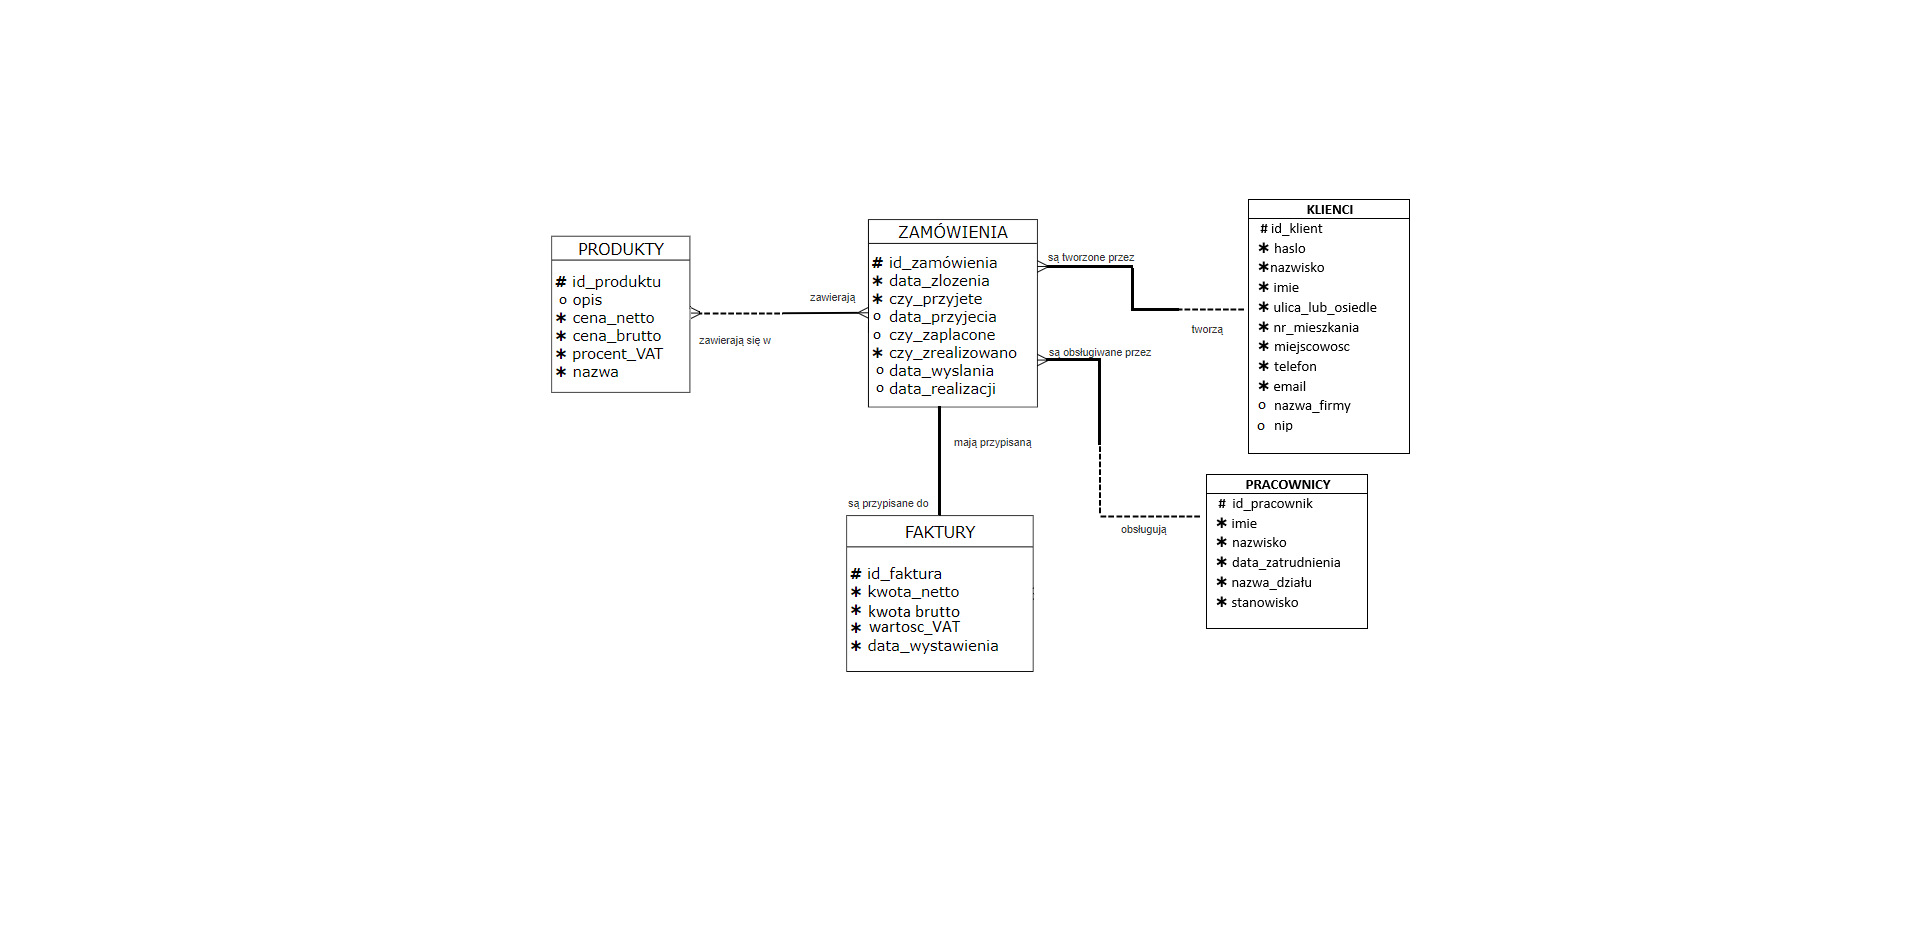 PRODUKTY
# id_produktu
o opis
* cena_netto
* cena_brutto
* procent_VAT
* nazwa
zawierają się w
zawierają
ZAMÓWIENIA
# id_zamówienia
* data_zlozenia
* czy_przyjete
o data_przyjecia
o czy_zaplacone
* czy_zrealizowano
o data_wyslania
o data_realizacji
są tworzone przez
tworzą
są obsługiwane przez
obsługują
mają przypisaną
są przypisane do
FAKTURY
# id_faktura
* kwota_netto
* kwota brutto
* wartosc_VAT
* data_wystawienia
KLIENCI
# id_klient
* haslo
* nazwisko
* imie
* ulica_lub_osiedle
* nr_mieszkania
* miejscowosc
* telefon
* email
o nazwa_firmy
o nip
PRACOWNICY
# id_pracownik
* imie
* nazwisko
* data_zatrudnienia
* nazwa_działu
* stanowisko